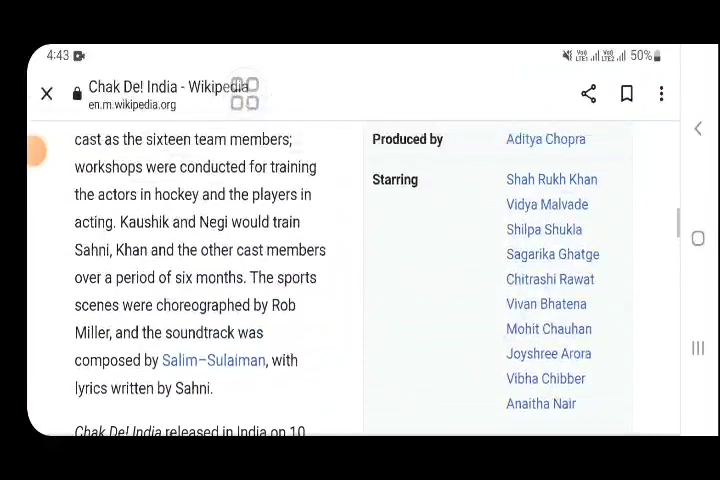 4:43
50%
Chak De! India - Wikipedia
en.m.wikipedia.org
cast as the sixteen team members;
workshops were conducted for training
the actors in hockey and the players in
acting. Kaushik and Negi would train
Sahni, Khan and the other cast members
over a period of six months. The sports
scenes were choreographed by Rob
Miller, and the soundtrack was
composed by Salim–Sulaiman, with
lyrics written by Sahni.
Chak De! India released in India on 10
Produced by Aditya Chopra
Starring Shah Rukh Khan
Vidya Malvade
Shilpa Shukla
Sagarika Ghatge
Chitrashi Rawat
Vivan Bhatena
Mohit Chauhan
Joyshree Arora
Vibha Chibber
Anaitha Nair